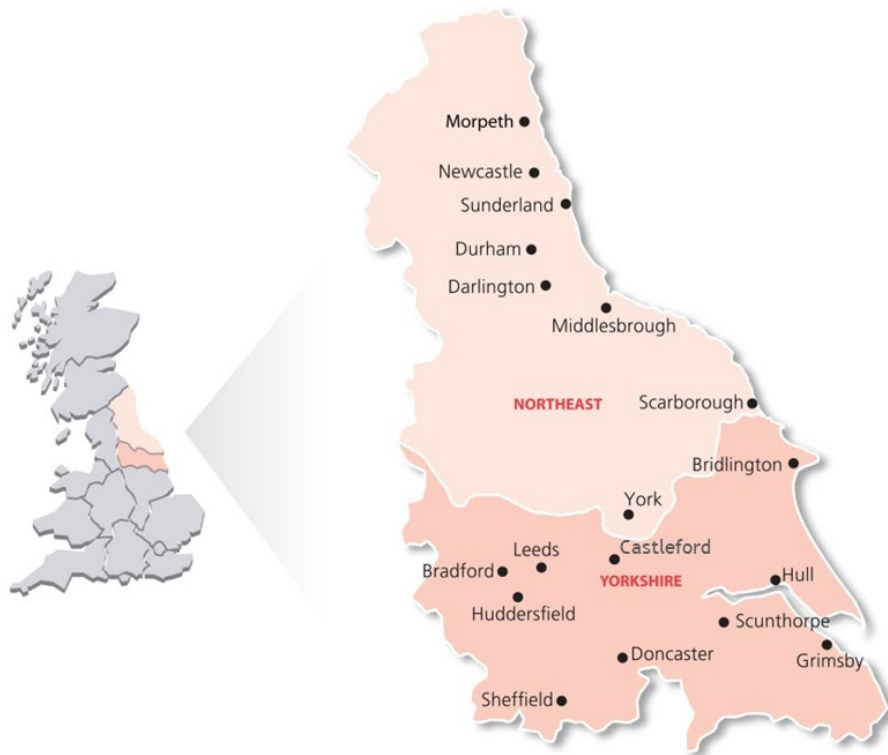 Morpeth
Newcastle
Sunderland
Durham
Darlington
Middlesbrough
NORTHEAST
Scarborough
Bridlington
York
Castleford
Leeds
Bradford
YORKSHIRE
Hull
Huddersfield
Scunthorpe
Doncaster
Grimsby
Sheffield